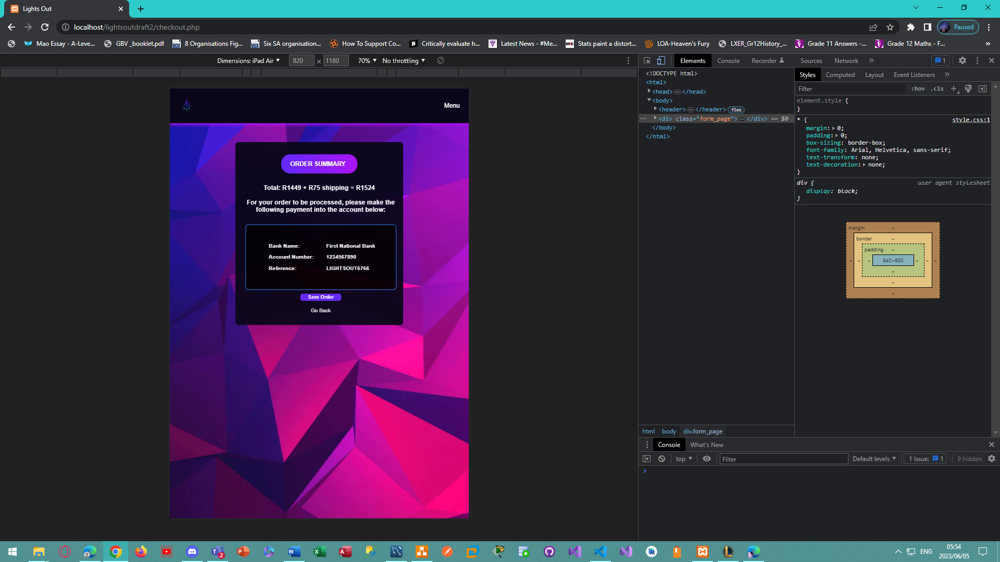 Lights Out
localhost/lightsoutdraft2/checkout.php
Paused
Mao Essay - A-Leve...
GBV _booklet.pdf
8 Organisations Fig...
Six SA organisation...
How To Support Co...
Critically evaluate h...
Latest News - #Me...
Stats paint a distort...
LOA-Heaven's Fury
LXER_Gr12History_...
Grade 11 Answers -...
Grade 12 Maths - F...
»
Dimensions: iPad Air
820 × 1180
70%
No throttling
Menu
ORDER SUMMARY
Total: R1449 + R75 shipping = R1524
For your order to be processed, please make the
following payment into the account below:
Bank Name: First National Bank
Account Number: 1234567890
Reference: LIGHTSOUT6766
Save Order
Go Back
Elements Console Recorder Sources Network » 1
<!DOCTYPE html>
<html>
<head> … </head>
<body>
<header> … </header> flex
<div class="form_page"> … </div> == $0
</body>
</html>
html body div.form_page
Styles Computed Layout Event Listeners »
Filter :hov .cls +
element.style {
}
* { style.css:1
margin: 0;
padding: 0;
box-sizing: border-box;
font-family: Arial, Helvetica, sans-serif;
text-transform: none;
text-decoration: none;
}
div { user agent stylesheet
display: block;
}
margin –
border –
padding –
– – – 940×600 – – –
–
–
–
Console What's New
top Filter Default levels 1 Issue: 1 9 hidden
2
ENG
05:54
2023/06/05